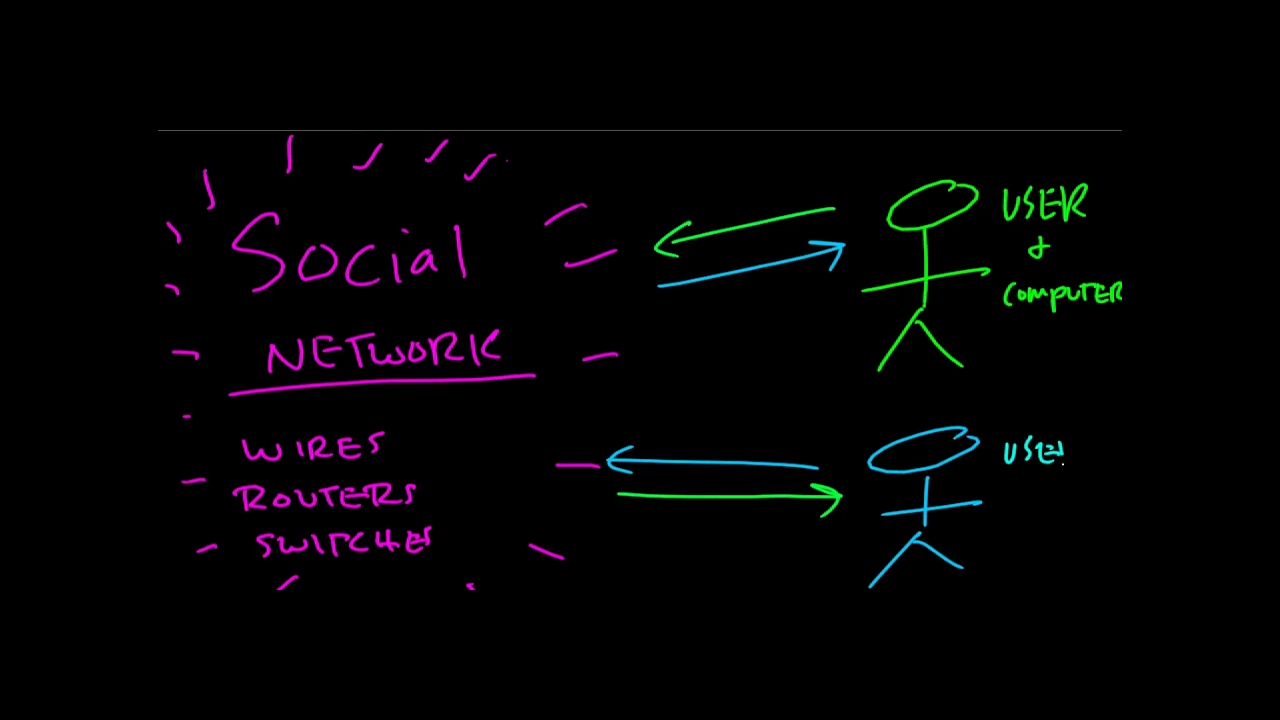 Social
NETWORK
WIRES
ROUTERS
SWITCHES
USER
+
COMPUTER
USER